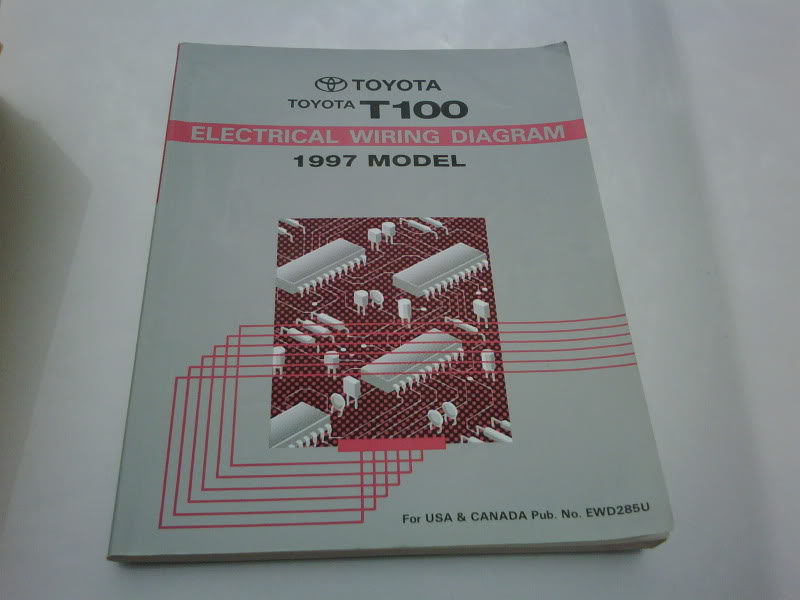 TOYOTA
TOYOTA T100
ELECTRICAL WIRING DIAGRAM
1997 MODEL
For USA & CANADA Pub. No. EWD285U